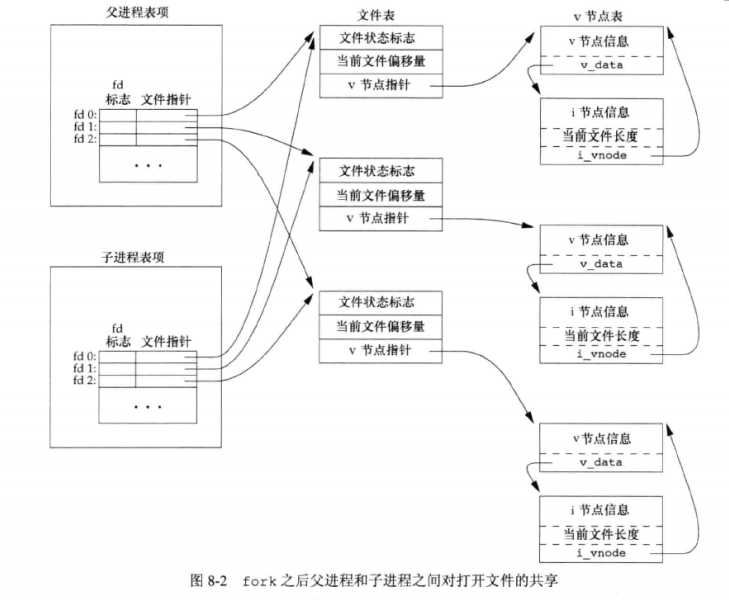 父进程表项
fd
标志 文件指针
fd 0:
fd 1:
fd 2:
• • •
子进程表项
fd
标志 文件指针
fd 0:
fd 1:
fd 2:
• • •
文件表
文件状态标志
当前文件偏移量
v 节点指针
文件状态标志
当前文件偏移量
v 节点指针
文件状态标志
当前文件偏移量
v 节点指针
v 节点表
v 节点信息
v_data
i 节点信息
当前文件长度
i_vnode
v 节点信息
v_data
i 节点信息
当前文件长度
i_vnode
v 节点信息
v_data
i 节点信息
当前文件长度
i_vnode
图 8-2 fork 之后父进程和子进程之间对打开文件的共享